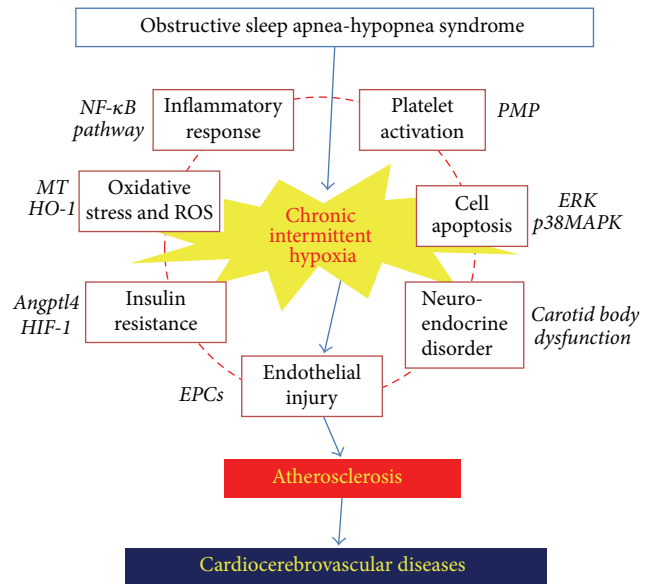 Obstructive sleep apnea-hypopnea syndrome
NF-κB
pathway
Inflammatory
response
Platelet
activation
PMP
MT
HO-1
Oxidative
stress and ROS
Chronic
intermittent
hypoxia
Cell
apoptosis
ERK
p38MAPK
Angptl4
HIF-1
Insulin
resistance
Neuro-
endocrine
disorder
Carotid body
dysfunction
EPCs
Endothelial
injury
Atherosclerosis
Cardiocerebrovascular diseases